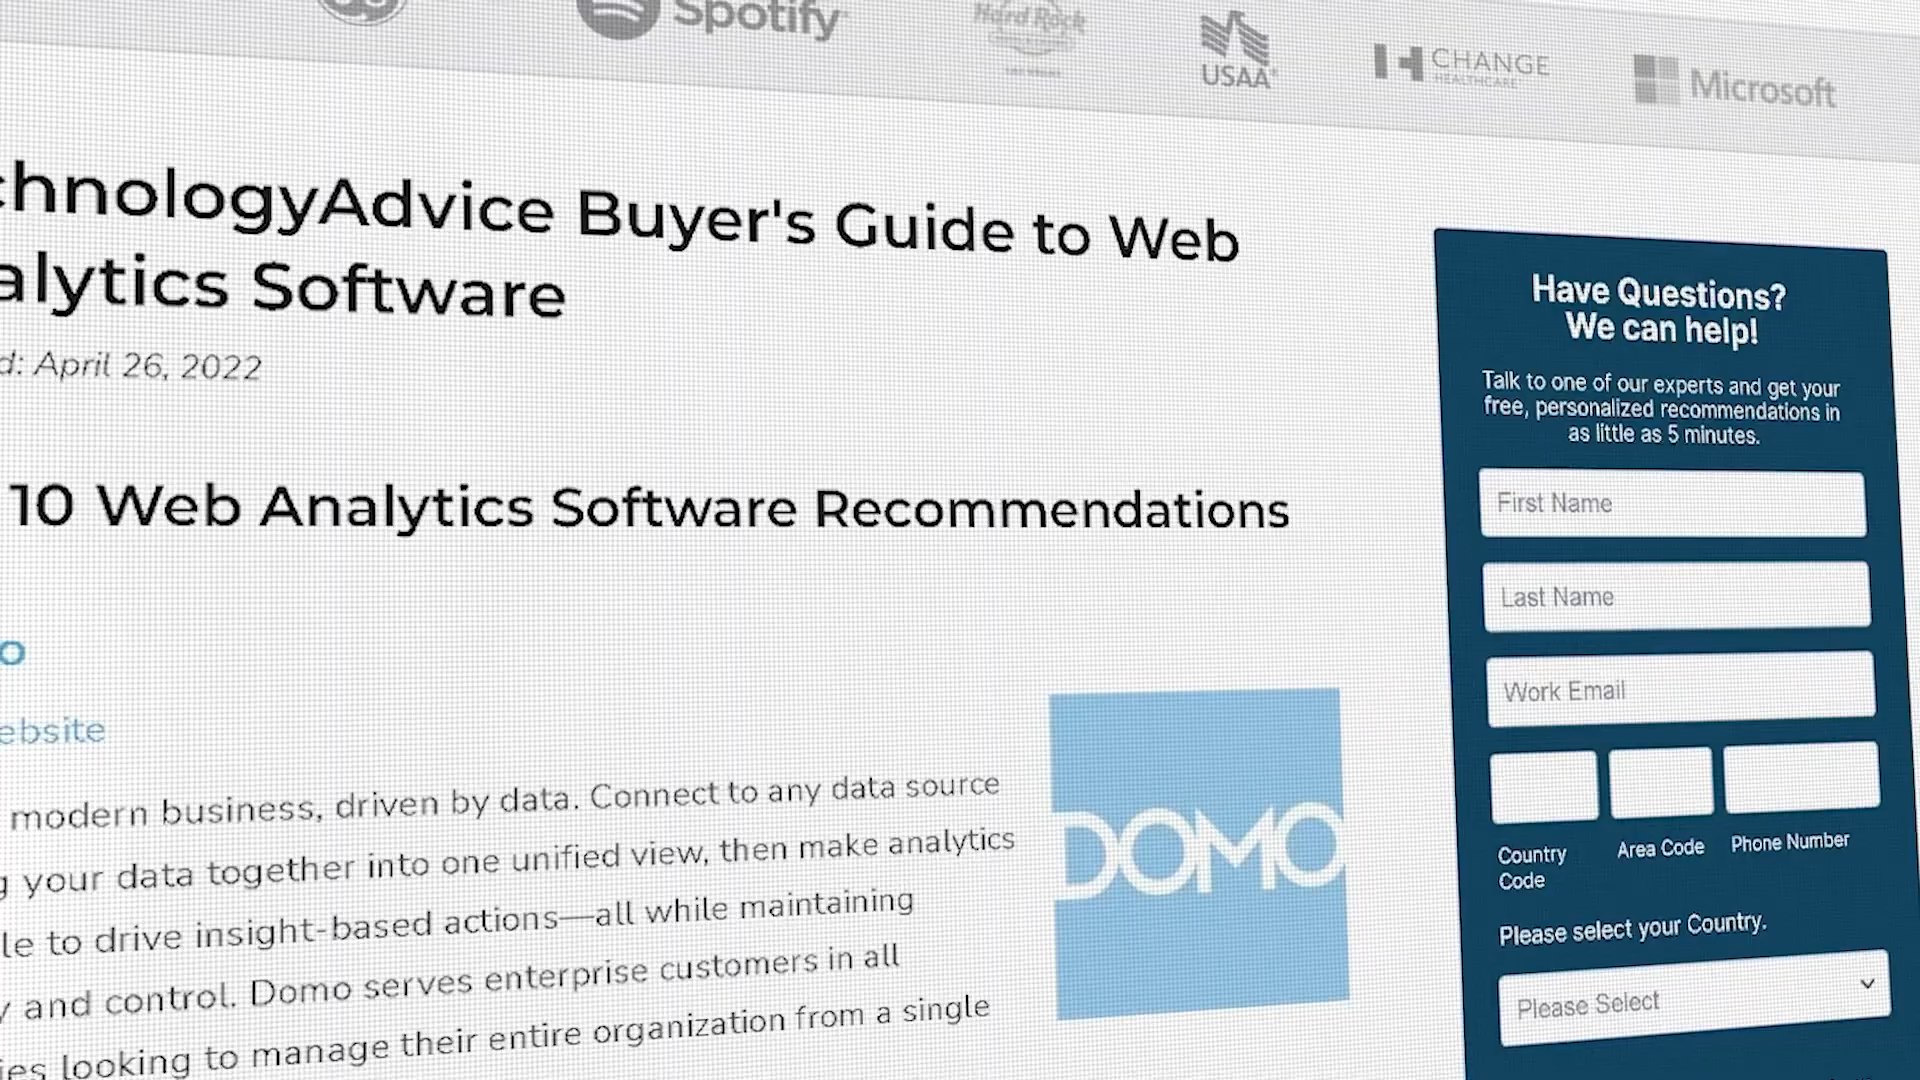 Spotify
Hard Rock
USAA
CHANGE
HEALTHCARE
Microsoft
chnologyAdvice Buyer's Guide to Web
alytics Software
d: April 26, 2022
10 Web Analytics Software Recommendations
o
ebsite
modern business, driven by data. Connect to any data source
g your data together into one unified view, then make analytics
le to drive insight-based actions—all while maintaining
y and control. Domo serves enterprise customers in all
ies looking to manage their entire organization from a single
DOMO
Have Questions?
We can help!
Talk to one of our experts and get your
free, personalized recommendations in
as little as 5 minutes.
First Name
Last Name
Work Email
Country
Code
Area Code
Phone Number
Please select your Country.
Please Select